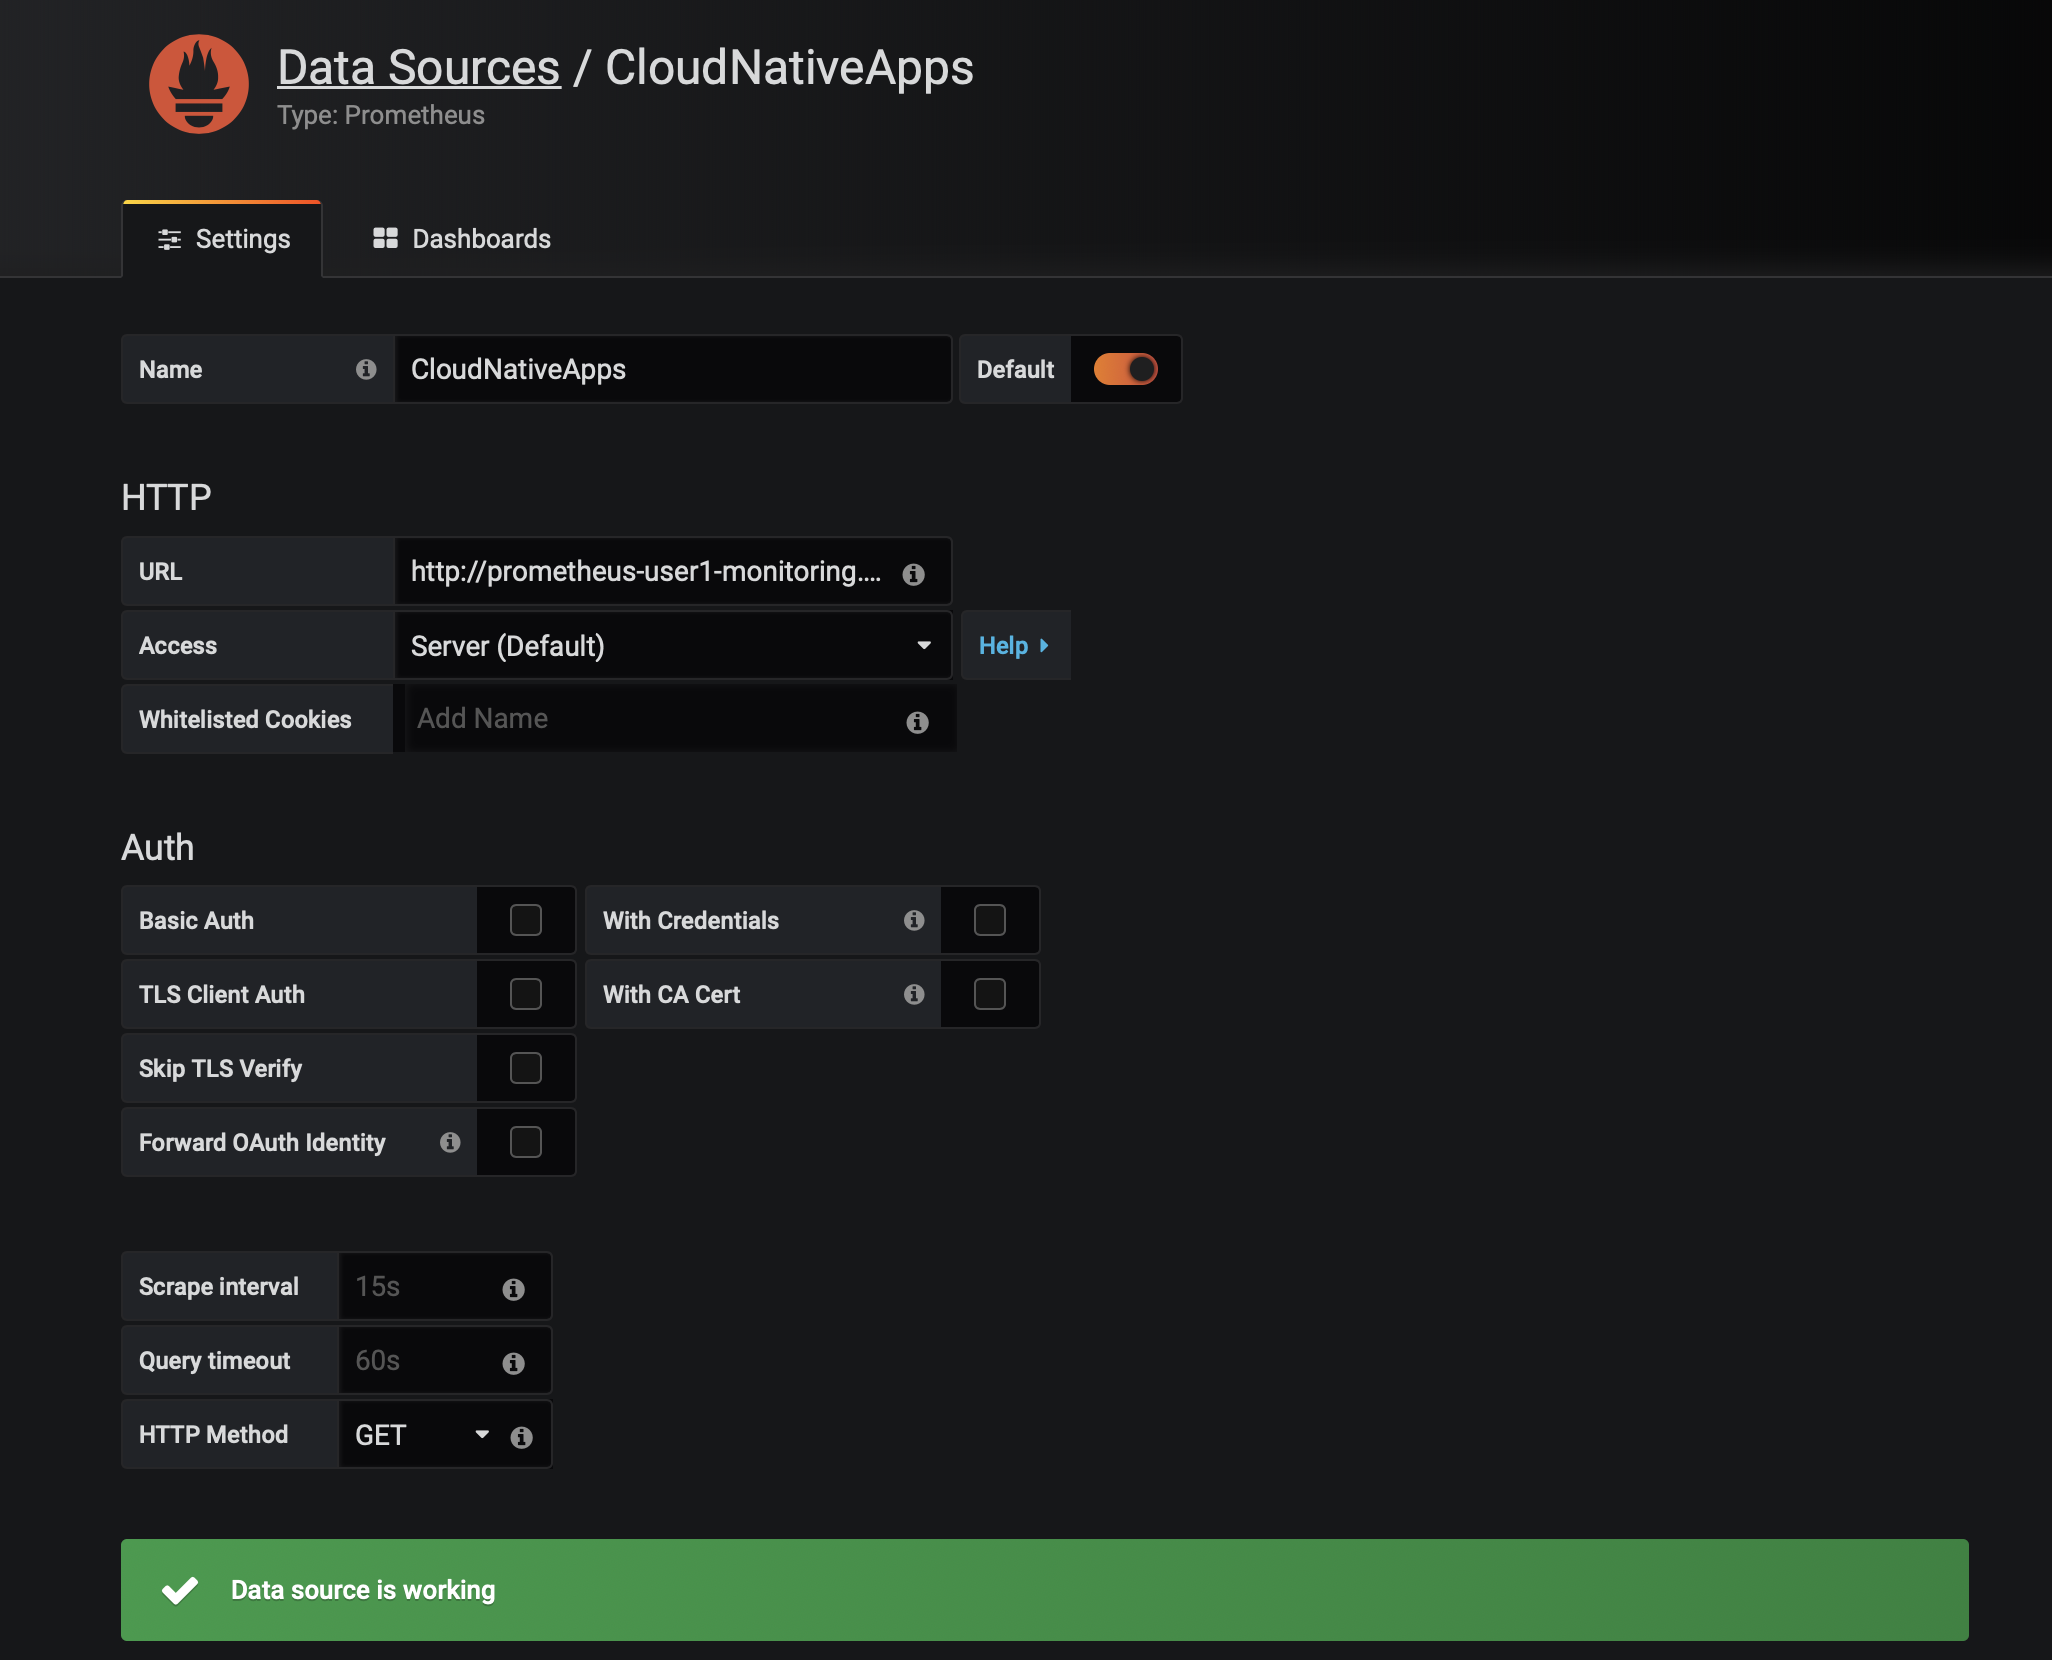 Data Sources / CloudNativeApps
Type: Prometheus
Settings
Dashboards
Name
CloudNativeApps
Default
HTTP
URL
http://prometheus-user1-monitoring....
Access
Server (Default)
Help
Whitelisted Cookies
Add Name
Auth
Basic Auth
With Credentials
TLS Client Auth
With CA Cert
Skip TLS Verify
Forward OAuth Identity
Scrape interval
15s
Query timeout
60s
HTTP Method
GET
Data source is working